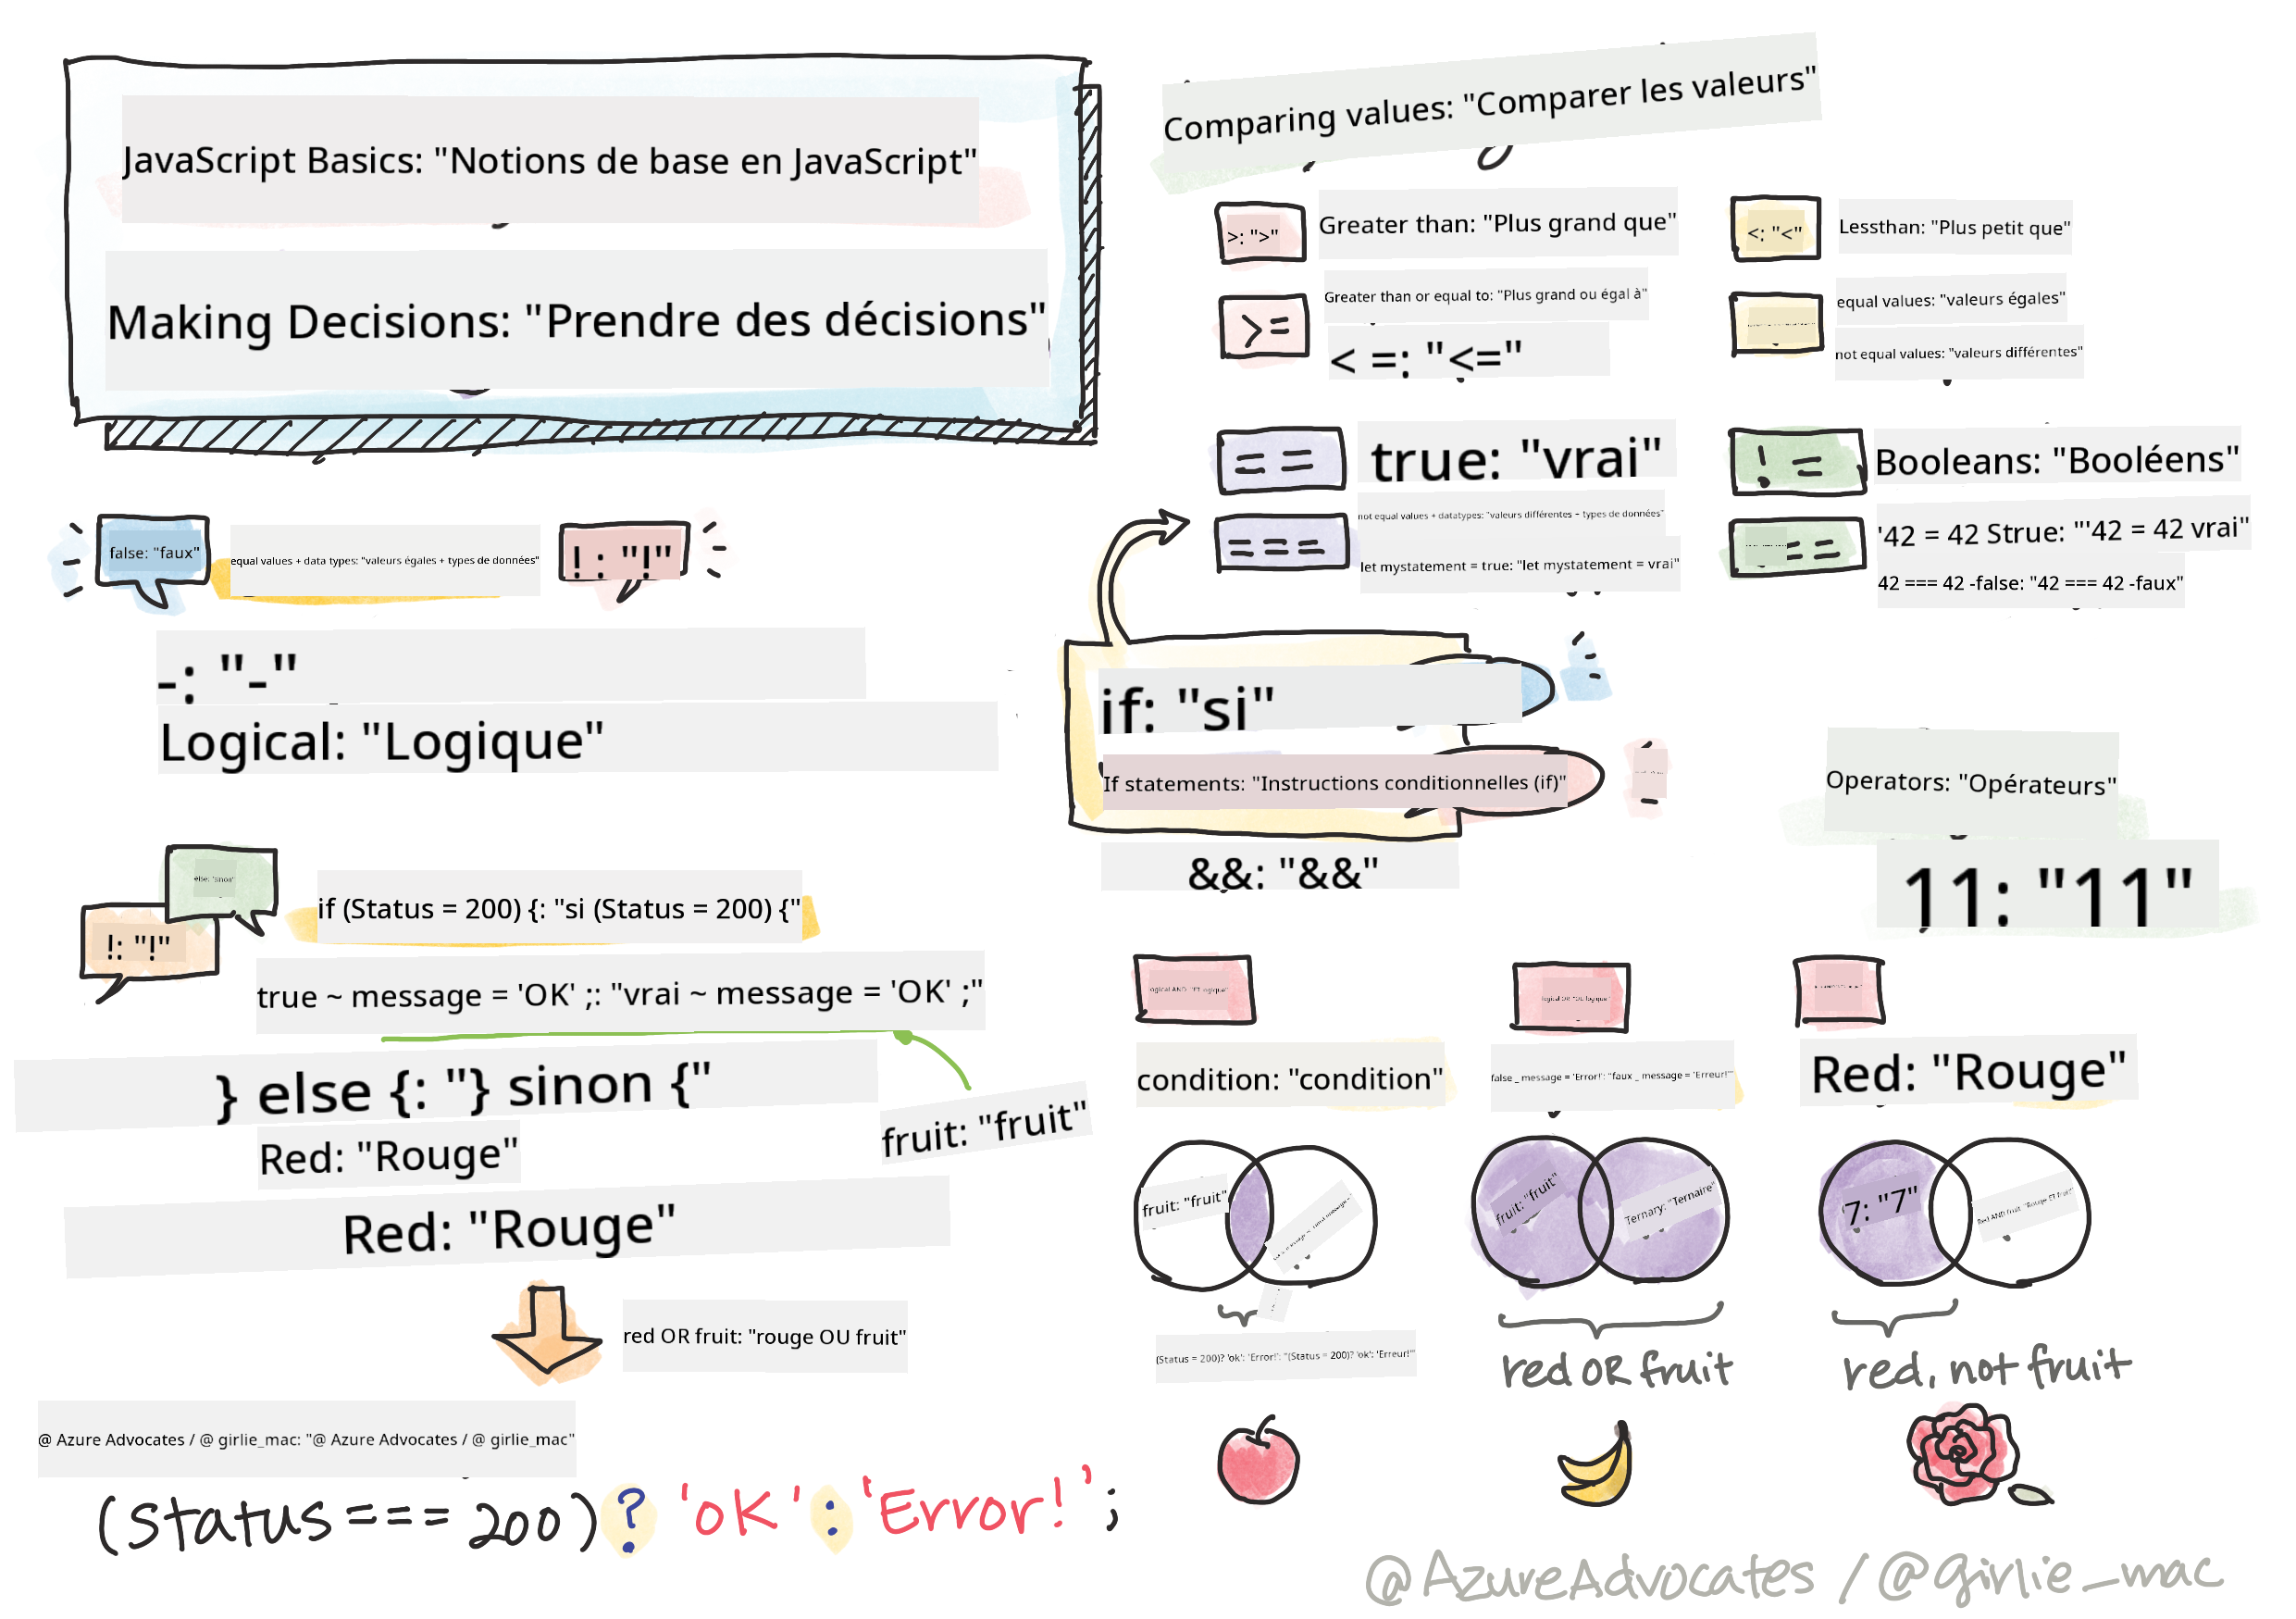 JavaScript Basics: "Notions de base en JavaScript"
Making Decisions: "Prendre des décisions"
false: "faux"
equal values + data types: "valeurs égales + types de données"
! : "!"
-: "-"
Logical: "Logique"
else: "sinon"
!: "!"
if (Status = 200) {: "si (Status = 200) {"
true ~ message = 'OK' ;: "vrai ~ message = 'OK' ;"
} else {: "} sinon {"
fruit: "fruit"
Red: "Rouge"
Red: "Rouge"
red OR fruit: "rouge OU fruit"
@ Azure Advocates / @ girlie_mac: "@ Azure Advocates / @ girlie_mac"
(status === 200) ? 'OK' : 'Error!';
Comparing values: "Comparer les valeurs"
>: ">"
Greater than: "Plus grand que"
<: "<"
Lessthan: "Plus petit que"
>=
Greater than or equal to: "Plus grand ou égal à"
< =: "<="
equal values: "valeurs égales"
not equal values: "valeurs différentes"
==
true: "vrai"
! =
Booleans: "Booléens"
===
not equal values + datatypes: "valeurs différentes + types de données"
let mystatement = true: "let mystatement = vrai"
==
'42 = 42 Strue: "'42 = 42 vrai"
42 === 42 -false: "42 === 42 -faux"
if: "si"
If statements: "Instructions conditionnelles (if)"
&&: "&&"
Operators: "Opérateurs"
11: "11"
logical AND: "ET logique"
logical OR: "OU logique"
condition: "condition"
false _ message = 'Error!': "faux _ message = 'Erreur!'"
Red: "Rouge"
fruit: "fruit"
fruit: "fruit"
Ternary: "Ternaire"
7: "7"
Red AND fruit: "Rouge ET fruit"
(Status = 200)? 'ok': 'Error!': "(Status = 200)? 'ok': 'Erreur!'"
red OR fruit
red, not fruit
@AzureAdvocates / @girlie_mac